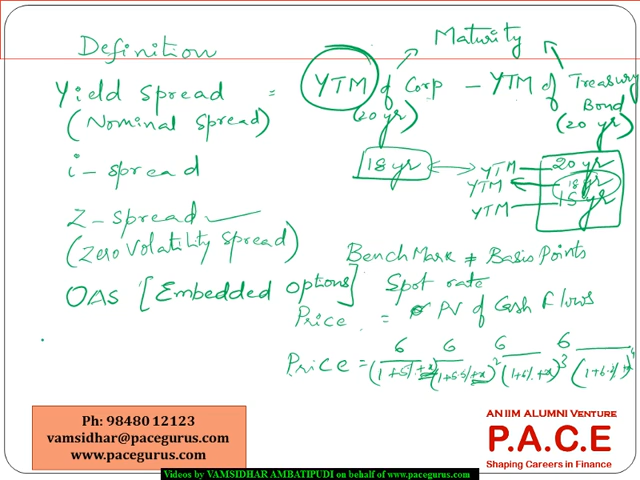 Definition
Maturity
Yield Spread = YTM of Corp - YTM of Treasury Bond
(Nominal Spread)
(20 yr)
(20 yr)
i-spread
18 yr
YTM 20 yr
YTM 18 yr
YTM 15 yr
Z-spread
(Zero Volatility Spread)
BenchMark + Basis Points
OAS [Embedded Options]
Spot rate
Price = PV of Cash flows
Price = 6 6 6 6
(1+5%+x) (1+5.5%+x)² (1+6%+x)³ (1+6.2%+x)⁴
Ph: 9848012123
vamsidhar@pacegurus.com
www.pacegurus.com
AN IIM ALUMNI VENTURE
P.A.C.E
Shaping Careers in Finance
Videos by VAMSIDHAR AMBATIPUDI on behalf of www.pacegurus.com